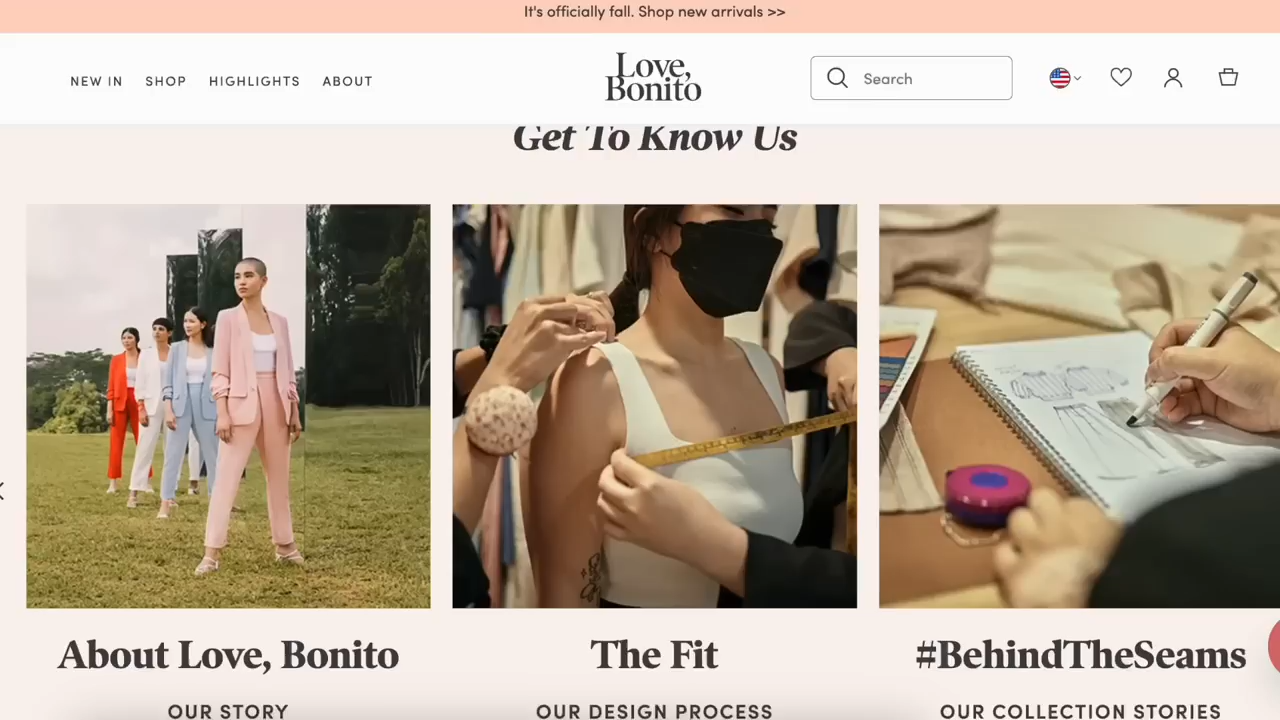 It's officially fall. Shop new arrivals >>
NEW IN
SHOP
HIGHLIGHTS
ABOUT
Love,
Bonito
Search
Get To Know Us
About Love, Bonito
The Fit
#BehindTheSeams
OUR STORY
OUR DESIGN PROCESS
OUR COLLECTION STORIES